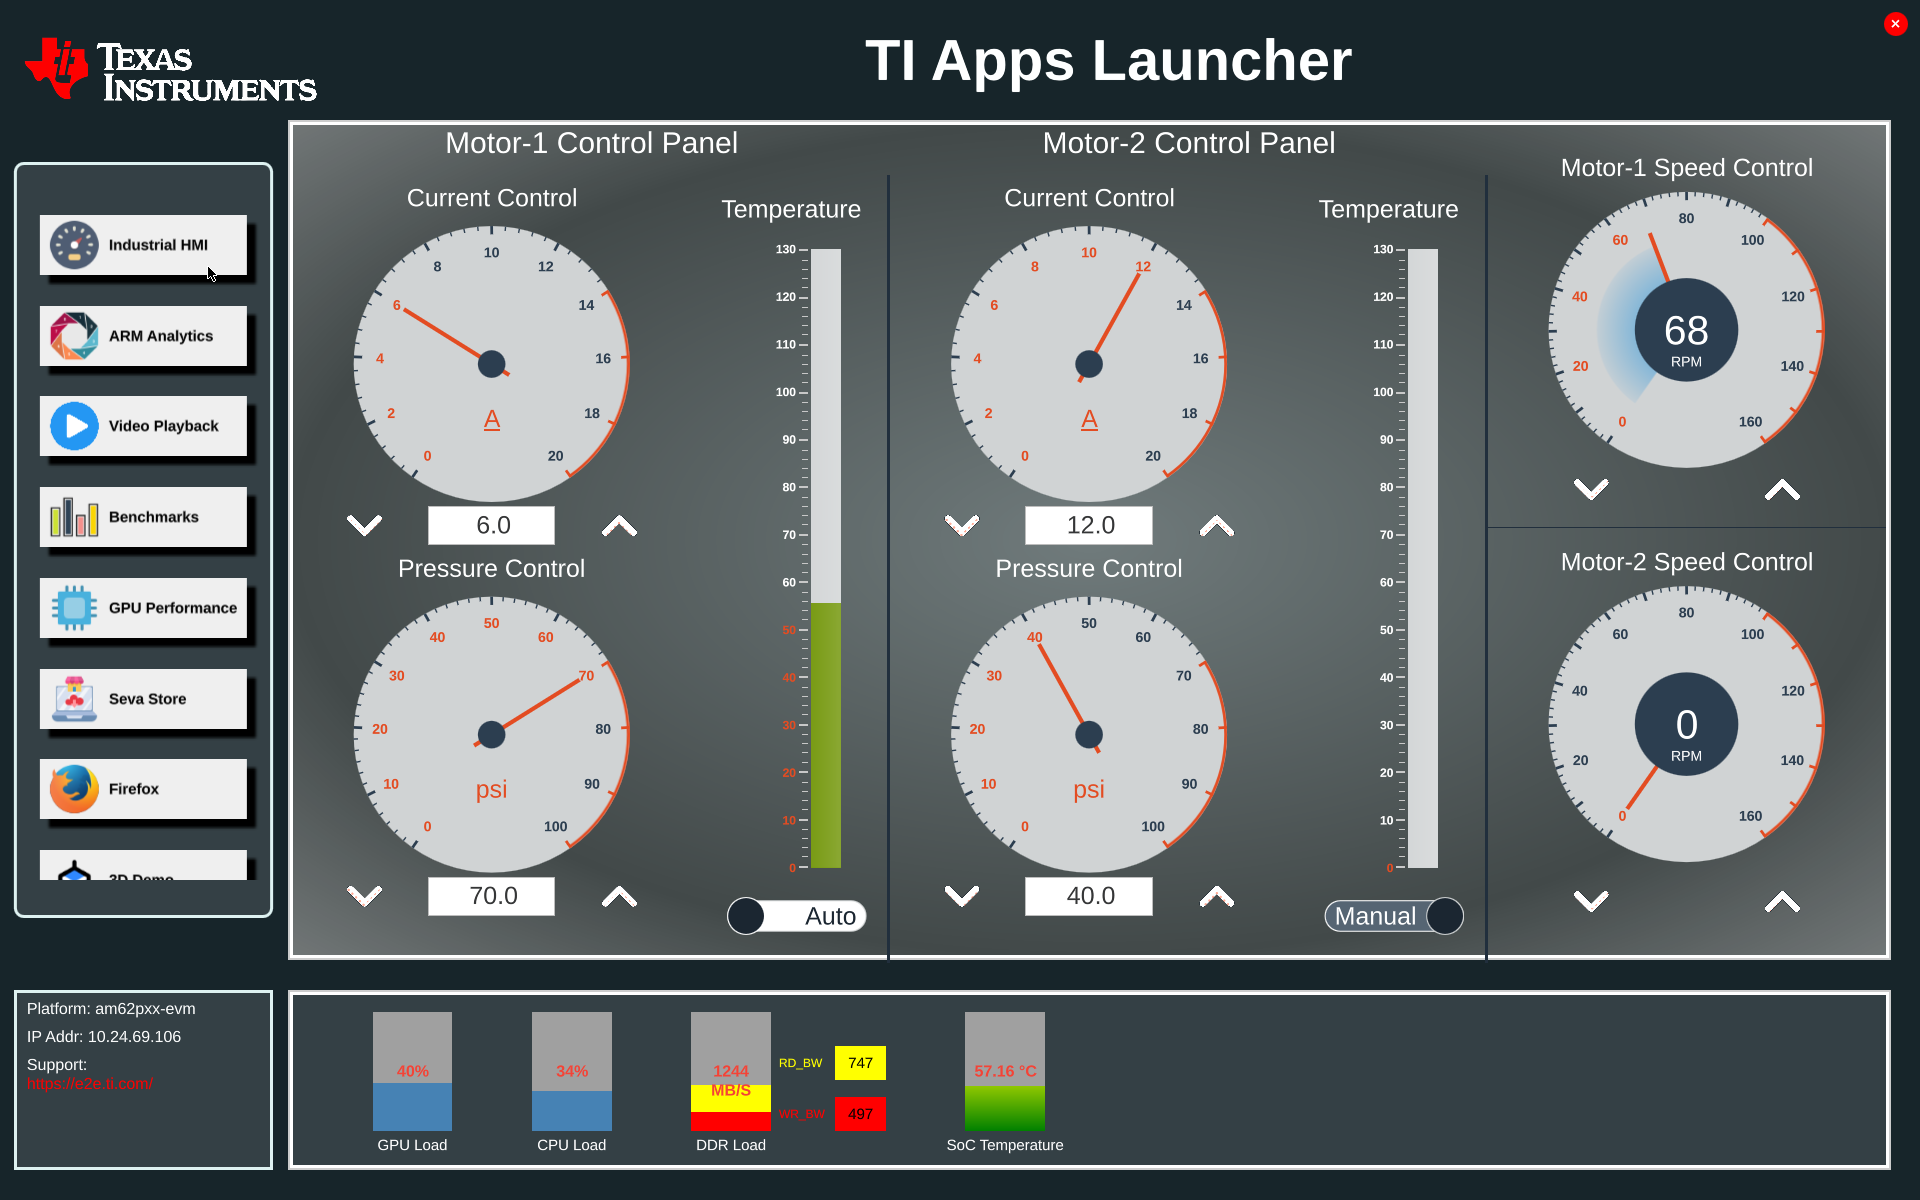 TEXAS
INSTRUMENTS
TI Apps Launcher
Industrial HMI
ARM Analytics
Video Playback
Benchmarks
GPU Performance
Seva Store
Firefox
3D Demo
Motor-1 Control Panel
Current Control
0 2 4 6 8 10 12 14 16 18 20
A
6.0
Pressure Control
0 10 20 30 40 50 60 70 80 90 100
psi
70.0
Temperature
130
120
110
100
90
80
70
60
50
40
30
20
10
0
Auto
Motor-2 Control Panel
Current Control
0 2 4 6 8 10 12 14 16 18 20
A
12.0
Pressure Control
0 10 20 30 40 50 60 70 80 90 100
psi
40.0
Temperature
130
120
110
100
90
80
70
60
50
40
30
20
10
0
Manual
Motor-1 Speed Control
0 20 40 60 80 100 120 140 160
68
RPM
Motor-2 Speed Control
0 20 40 60 80 100 120 140 160
0
RPM
Platform: am62pxx-evm
IP Addr: 10.24.69.106
Support:
https://e2e.ti.com/
40%
GPU Load
34%
CPU Load
1244
MB/S
DDR Load
RD_BW 747
WR_BW 497
57.16 °C
SoC Temperature